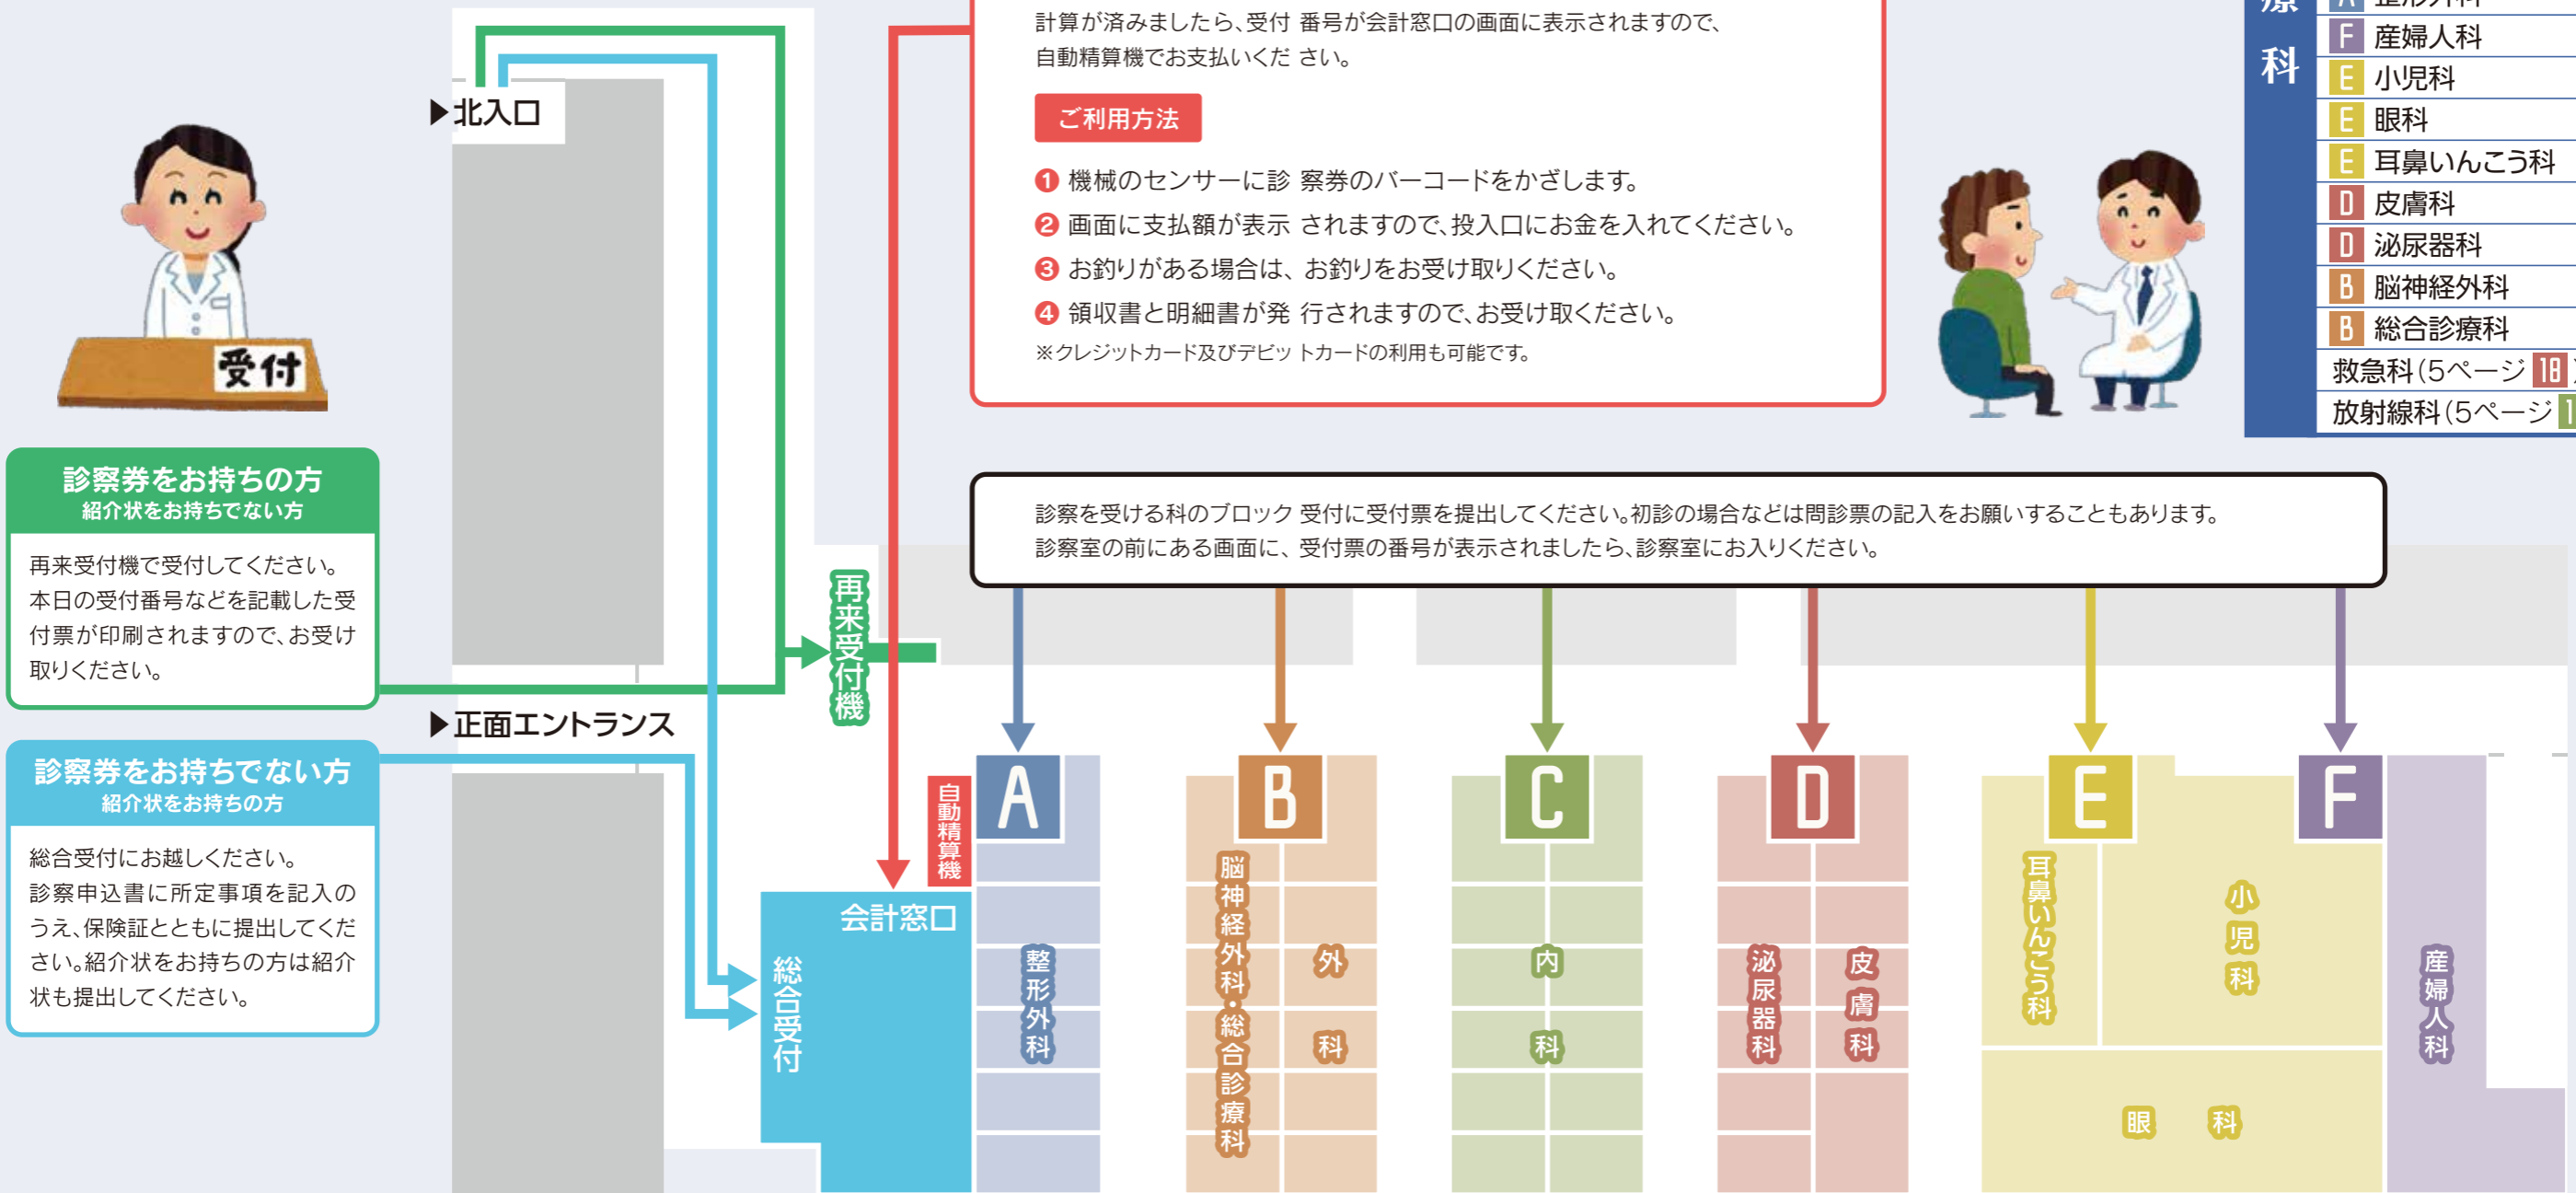 計算が済みましたら、受付 番号が会計窓口の画面に表示されますので、
自動精算機でお支払いくだ さい。
ご利用方法
❶ 機械のセンサーに診 察券のバーコードをかざします。
❷ 画面に支払額が表示 されますので、投入口にお金を入れてください。
❸ お釣りがある場合は、 お釣りをお受け取りください。
❹ 領収書と明細書が発 行されますので、お受け取ください。
※クレジットカード及びデビッ トカードの利用も可能です。
療科
A 整形外科
F 産婦人科
E 小児科
E 眼科
E 耳鼻いんこう科
D 皮膚科
D 泌尿器科
B 脳神経外科
B 総合診療科
救急科(5ページ 18)
放射線科(5ページ
▶北入口
受付
診察券をお持ちの方
紹介状をお持ちでない方
再来受付機で受付してください。
本日の受付番号などを記載した受
付票が印刷されますので、お受け
取りください。
▶正面エントランス
診察券をお持ちでない方
紹介状をお持ちの方
総合受付にお越しください。
診察申込書に所定事項を記入の
うえ、保険証とともに提出してくだ
さい。紹介状をお持ちの方は紹介
状も提出してください。
診察を受ける科のブロック 受付に受付票を提出してください。初診の場合などは問診票の記入をお願いすることもあります。
診察室の前にある画面に、 受付票の番号が表示されましたら、診察室にお入りください。
再来受付機
自動精算機
会計窓口
総合受付
A
整形外科
B
脳神経外科・総合診療科
外科
C
内科
D
泌尿器科
皮膚科
E
耳鼻いんこう科
小児科
眼科
F
産婦人科